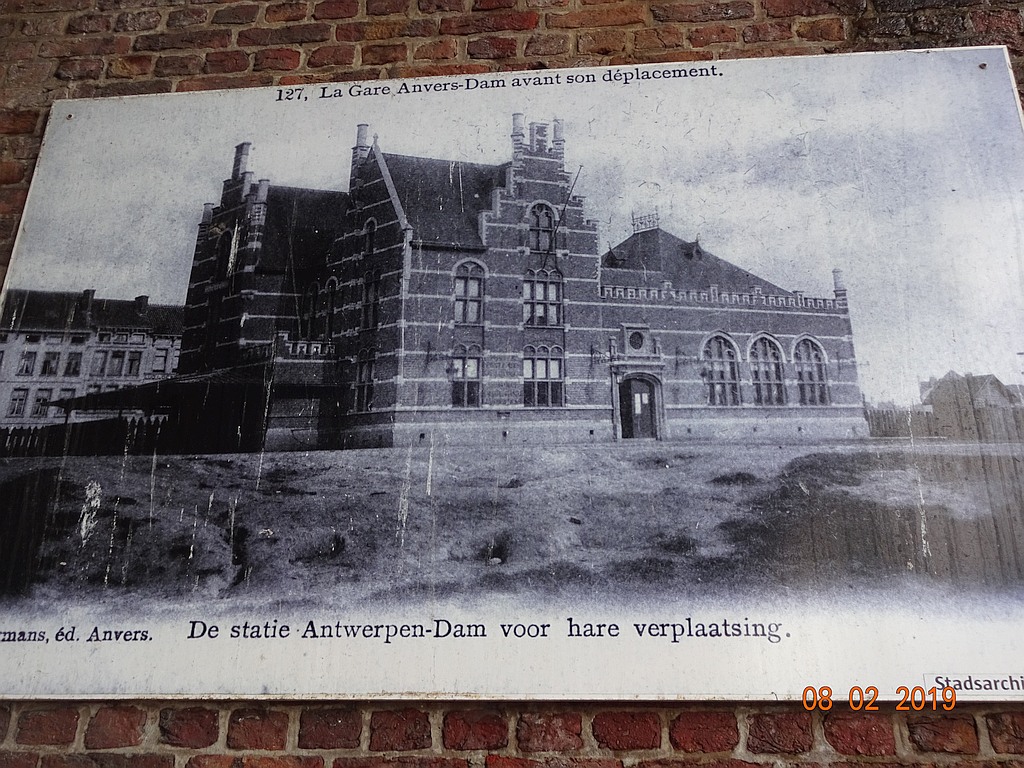 127, La Gare Anvers-Dam avant son déplacement.
rmans, éd. Anvers.
De statie Antwerpen-Dam voor hare verplaatsing.
Stadsarchi
08 02 2019